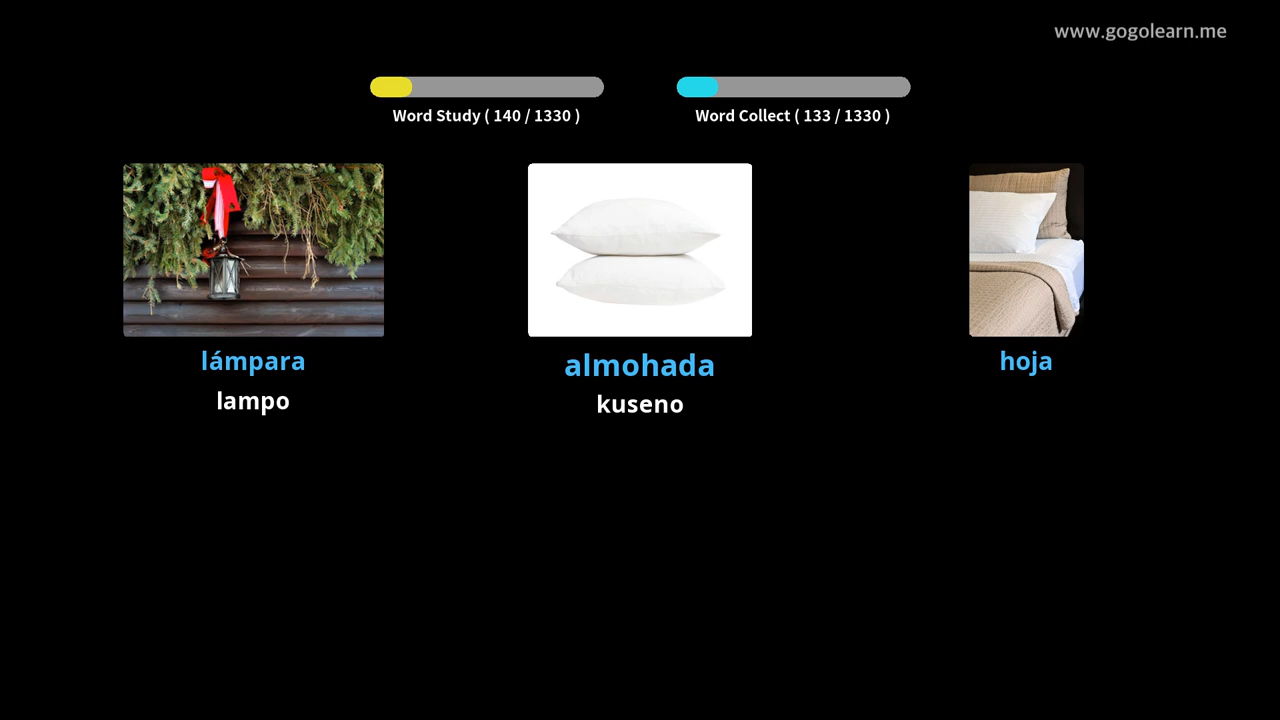 www.gogolearn.me
Word Study ( 140 / 1330 )
Word Collect ( 133 / 1330 )
lámpara
almohada
hoja
lampo
kuseno